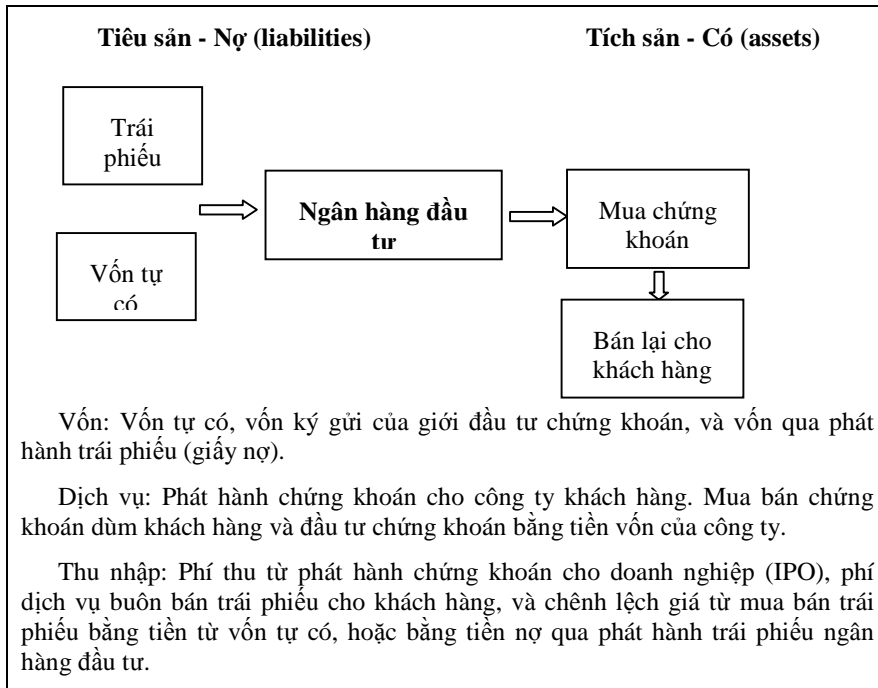 Tiêu sản - Nợ (liabilities) Tích sản - Có (assets)
Trái
phiếu
Ngân hàng đầu
tư
Mua chứng
khoán
Vốn tự
có
Bán lại cho
khách hàng
Vốn: Vốn tự có, vốn ký gửi của giới đầu tư chứng khoán, và vốn qua phát
hành trái phiếu (giấy nợ).
Dịch vụ: Phát hành chứng khoán cho công ty khách hàng. Mua bán chứng
khoán dùm khách hàng và đầu tư chứng khoán bằng tiền vốn của công ty.
Thu nhập: Phí thu từ phát hành chứng khoán cho doanh nghiệp (IPO), phí
dịch vụ buôn bán trái phiếu cho khách hàng, và chênh lệch giá từ mua bán trái
phiếu bằng tiền từ vốn tự có, hoặc bằng tiền nợ qua phát hành trái phiếu ngân
hàng đầu tư.